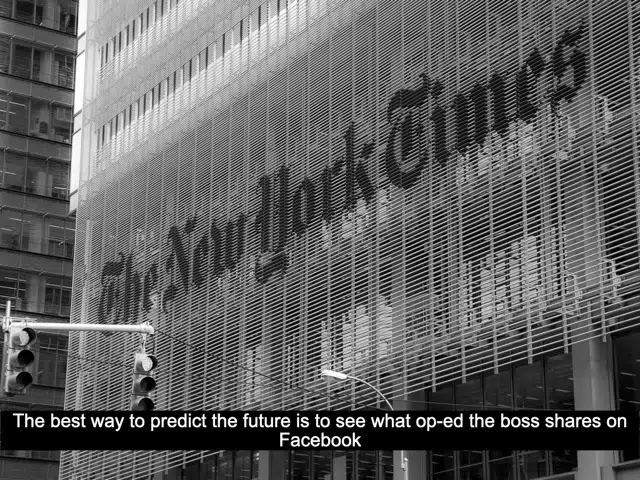 The New York Times
The best way to predict the future is to see what op-ed the boss shares on
Facebook